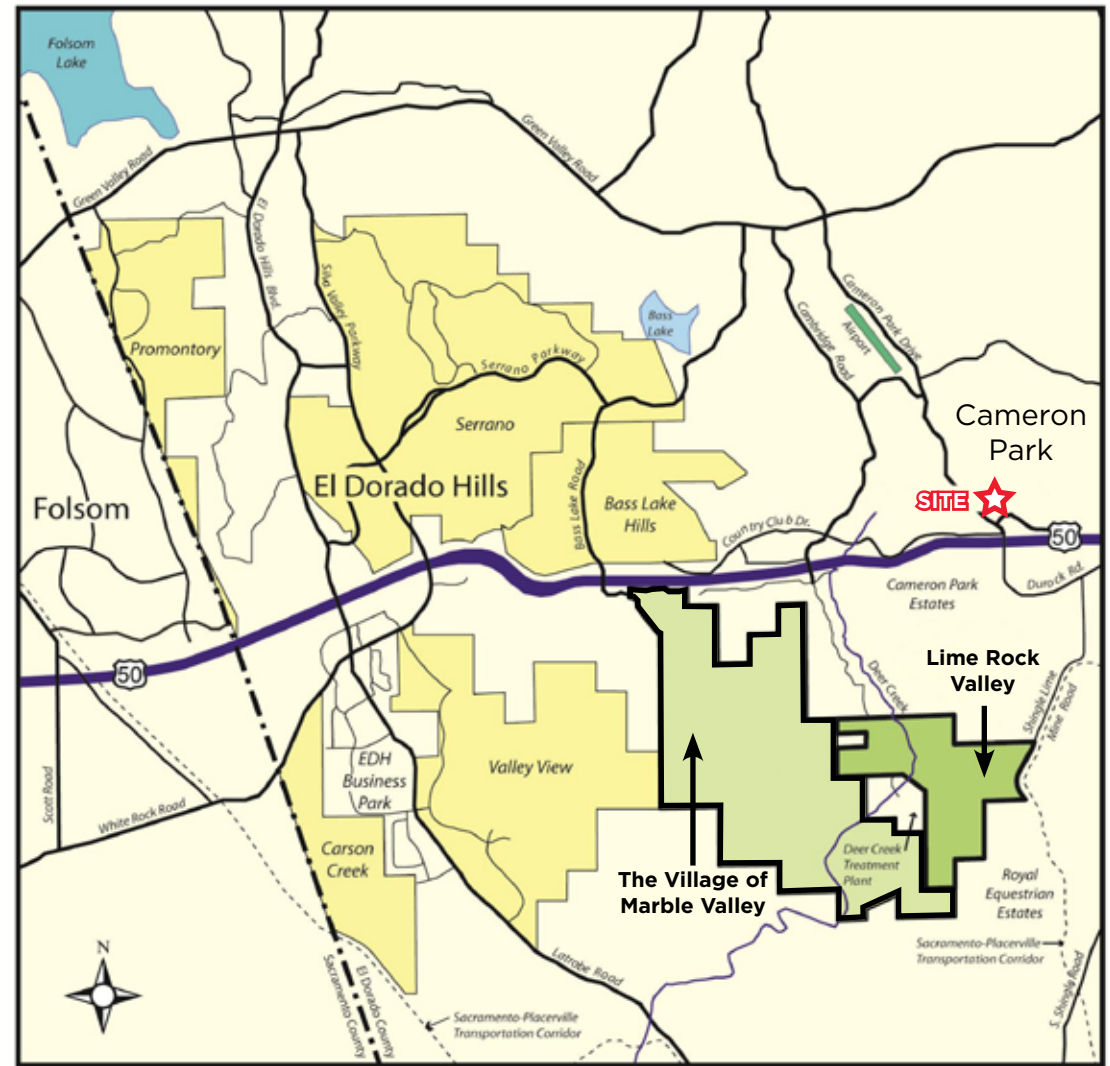 Folsom
Lake
Green Valley Road
Green Valley Road
El Dorado Hills Blvd.
Silva Valley Parkway
Promontory
Bass
Lake
Cameron Park Drive
Airport
Cambridge Road
Serrano Parkway
Serrano
Cameron
Park
SITE
El Dorado Hills
Folsom
Bass Lake Road
Bass Lake
Hills
Country Club Dr.
50
Durock Rd.
Cameron Park
Estates
Lime Rock
Valley
Deer Creek
Shingle Lime
Mine Road
50
Scott Road
White Rock Road
EDH
Business
Park
Valley View
Carson
Creek
The Village of
Marble Valley
Deer Creek
Treatment
Plant
Royal
Equestrian
Estates
Sacramento-Placerville
Transportation Corridor
S. Shingle Road
Latrobe Road
N
El Dorado County
Sacramento County
Sacramento-Placerville
Transportation Corridor